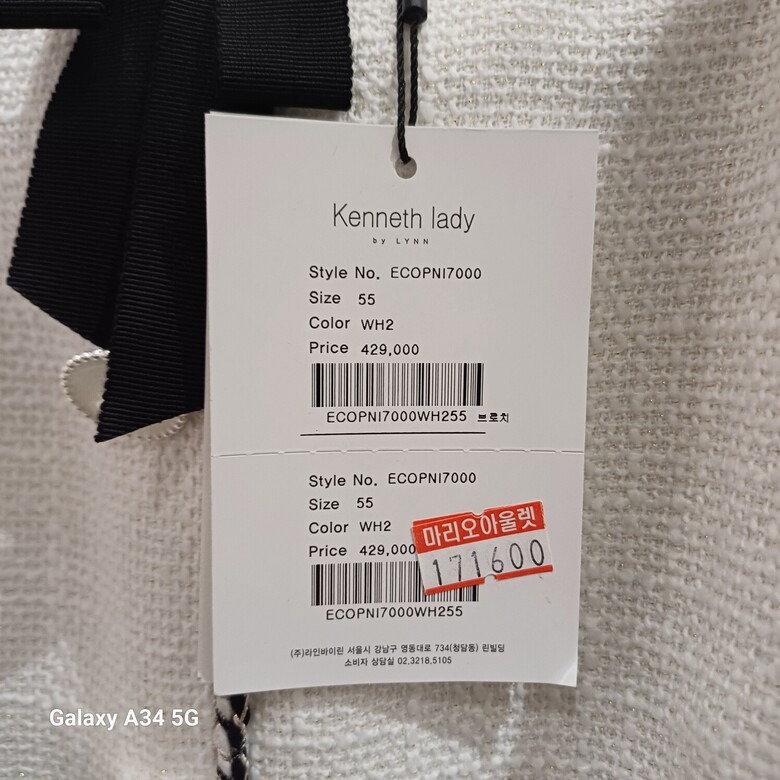 Kenneth lady
by LYNN
Style No. ECOPNI7000
Size 55
Color WH2
Price 429,000
ECOPNI7000WH255 브로치
Style No. ECOPNI7000
Size 55
Color WH2
Price 429,000
마리오아울렛
171600
ECOPNI7000WH255
(주)라인바이린 서울시 강남구 영동대로 734(청담동) 린빌딩
소비자 상담실 02.3218.5105
Galaxy A34 5G